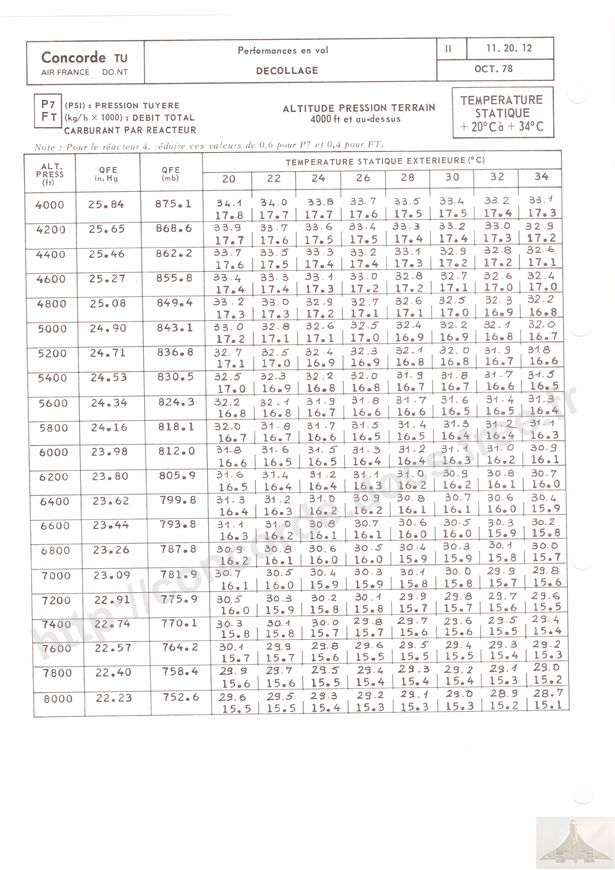 Concorde TU
AIR FRANCE DO.NT
Performances en vol
DECOLLAGE
II
11. 20. 12
OCT. 78
P7 (PSI) : PRESSION TUYERE
FT (kg/h × 1000) : DEBIT TOTAL
CARBURANT PAR REACTEUR
ALTITUDE PRESSION TERRAIN
4000 ft et au-dessus
TEMPERATURE
STATIQUE
+ 20°C à + 34°C
Note : Pour le réacteur 4, réduire ces valeurs de 0,6 pour P7 et 0,4 pour FT.
ALT. PRESS (ft) QFE in.Hg QFE (mb) TEMPERATURE STATIQUE EXTERIEURE (°C)
20 22 24 26 28 30 32 34
4000 25.84 875.1 34.1 34.0 33.8 33.7 33.5 33.4 33.2 33.1
17.8 17.7 17.7 17.6 17.5 17.5 17.4 17.3
4200 25.65 868.6 33.9 33.7 33.6 33.4 33.3 33.2 33.0 32.9
17.7 17.6 17.5 17.5 17.4 17.4 17.3 17.2
4400 25.46 862.2 33.7 33.5 33.3 33.2 33.1 32.9 32.8 32.6
17.6 17.5 17.4 17.4 17.3 17.2 17.2 17.1
4600 25.27 855.8 33.4 33.3 33.1 33.0 32.8 32.7 32.6 32.4
17.4 17.4 17.3 17.2 17.2 17.1 17.0 17.0
4800 25.08 849.4 33.2 33.0 32.9 32.7 32.6 32.5 32.3 32.2
17.3 17.3 17.2 17.1 17.1 17.0 16.9 16.8
5000 24.90 843.1 33.0 32.8 32.6 32.5 32.4 32.2 32.1 32.0
17.2 17.1 17.1 17.0 16.9 16.9 16.8 16.7
5200 24.71 836.8 32.7 32.5 32.4 32.3 32.1 32.0 31.9 31.8
17.1 17.0 16.9 16.9 16.8 16.8 16.7 16.6
5400 24.53 830.5 32.5 32.3 32.2 32.0 31.9 31.8 31.7 31.5
17.0 16.9 16.8 16.8 16.7 16.6 16.6 16.5
5600 24.34 824.3 32.2 32.1 31.9 31.8 31.7 31.6 31.4 31.3
16.8 16.8 16.7 16.6 16.6 16.5 16.5 16.4
5800 24.16 818.1 32.0 31.8 31.7 31.5 31.4 31.3 31.2 31.1
16.7 16.7 16.6 16.5 16.5 16.4 16.4 16.3
6000 23.98 812.0 31.8 31.6 31.5 31.3 31.2 31.1 31.0 30.9
16.6 16.5 16.5 16.4 16.4 16.3 16.2 16.1
6200 23.80 805.9 31.6 31.4 31.2 31.1 31.0 30.9 30.8 30.7
16.5 16.4 16.4 16.3 16.2 16.2 16.1 16.0
6400 23.62 799.8 31.3 31.2 31.0 30.9 30.8 30.7 30.6 30.4
16.4 16.3 16.2 16.2 16.1 16.1 16.0 15.9
6600 23.44 793.8 31.1 31.0 30.8 30.7 30.6 30.5 30.3 30.2
16.3 16.2 16.1 16.1 16.0 16.0 15.9 15.8
6800 23.26 787.8 30.9 30.8 30.6 30.5 30.4 30.3 30.1 30.0
16.2 16.1 16.0 16.0 15.9 15.9 15.8 15.7
7000 23.09 781.9 30.7 30.5 30.4 30.3 30.1 30.0 29.9 29.8
16.1 16.0 15.9 15.9 15.8 15.8 15.7 15.6
7200 22.91 775.9 30.5 30.3 30.2 30.1 29.9 29.8 29.7 29.6
16.0 15.9 15.8 15.8 15.7 15.7 15.6 15.5
7400 22.74 770.1 30.3 30.1 30.0 29.8 29.7 29.6 29.5 29.4
15.8 15.8 15.7 15.7 15.6 15.5 15.5 15.4
7600 22.57 764.2 30.1 29.9 29.8 29.6 29.5 29.4 29.3 29.2
15.7 15.7 15.6 15.5 15.5 15.4 15.4 15.3
7800 22.40 758.4 29.9 29.7 29.5 29.4 29.3 29.2 29.1 29.0
15.6 15.6 15.5 15.4 15.4 15.4 15.3 15.2
8000 22.23 752.6 29.6 29.5 29.3 29.2 29.1 29.0 28.9 28.7
15.5 15.5 15.4 15.3 15.3 15.3 15.2 15.1